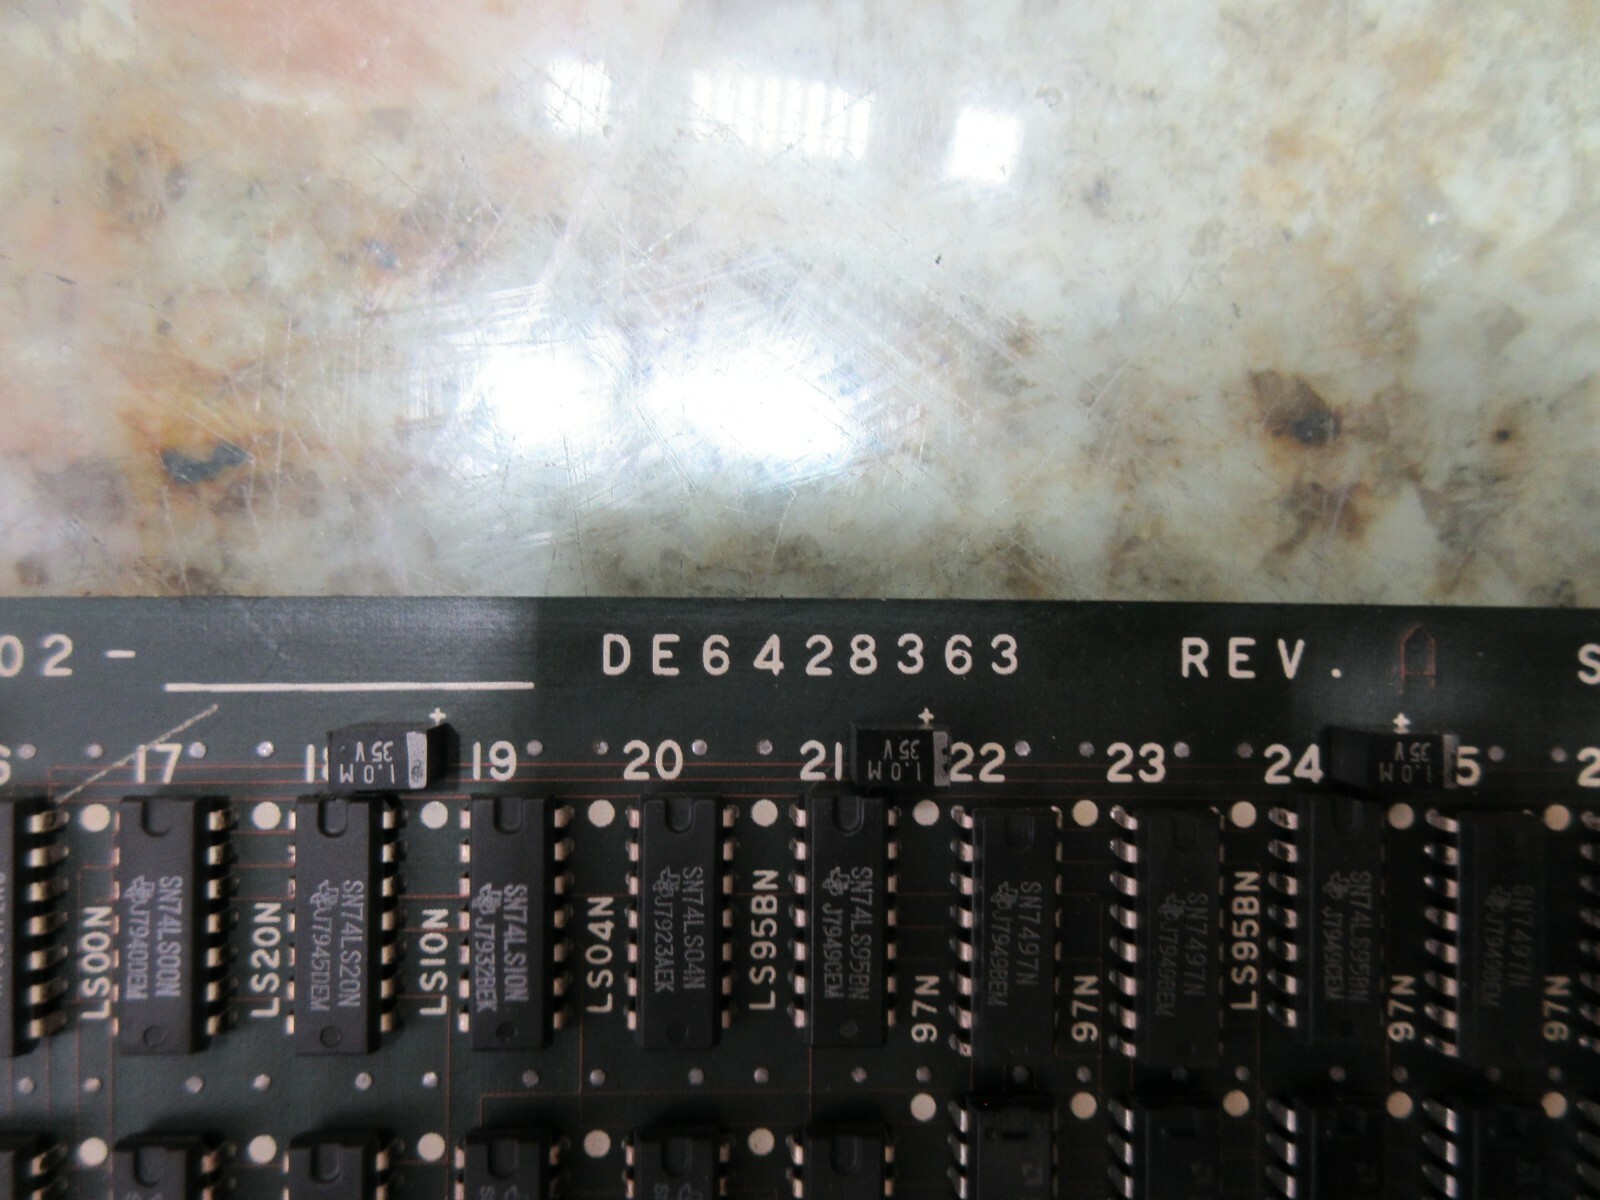 02- DE6428363 REV. A S
17 19 20 21 22 23 24
+ + +
1.0M
35V
1.0M
35V
1.0M
35V
LS00N
SN74LS00N
J7940DEM
LS20N
SN74LS20N
J7945IEM
LS10N
SN74LS10N
J7932BEK
LS04N
SN74LS04N
J7923AEK
LS95BN
SN74LS95BN
J7949CEM
97N
SN7497N
J7949BEM
97N
SN7497N
J7949BEM
LS95BN
SN74LS95BN
J7949CEM
97N
SN7497N
J7949BEM
97N